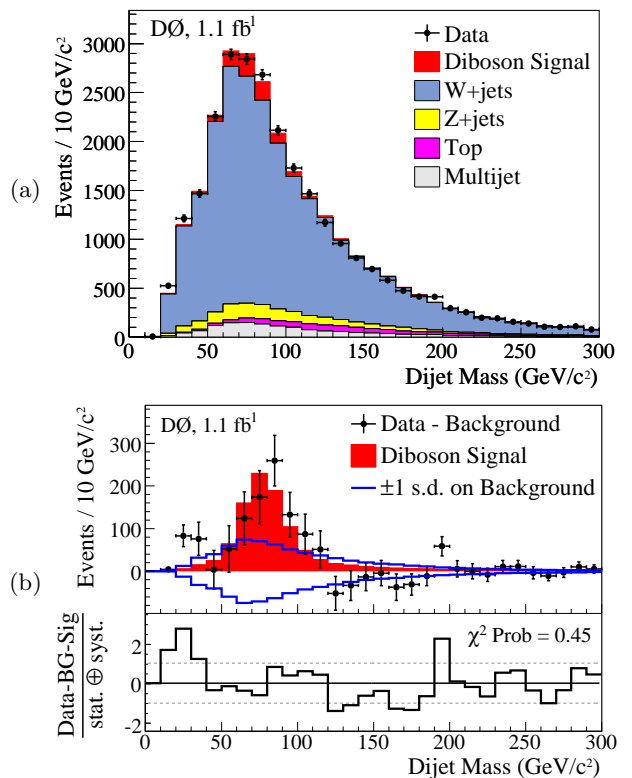 (a)
DØ, 1.1 fb⁻¹
Data
Diboson Signal
W+jets
Z+jets
Top
Multijet
Events / 10 GeV/c²
3000
2500
2000
1500
1000
500
0
0 50 100 150 200 250 300
Dijet Mass (GeV/c²)
(b)
DØ, 1.1 fb⁻¹
Data - Background
Diboson Signal
±1 s.d. on Background
Events / 10 GeV/c²
300
200
100
0
Data-BG-Sig
stat. ⊕ syst.
χ² Prob = 0.45
2
0
-2
0 50 100 150 200 250 300
Dijet Mass (GeV/c²)